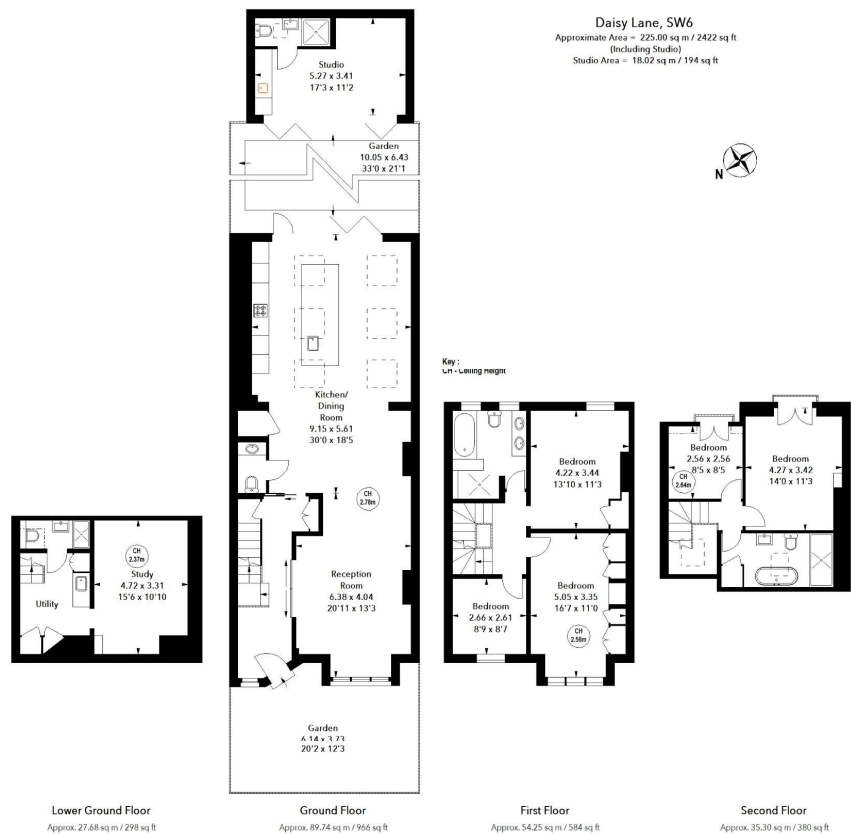 Daisy Lane, SW6
Approximate Area = 225.00 sq m / 2422 sq ft
(Including Studio)
Studio Area = 18.02 sq m / 194 sq ft
Studio
5.27 x 3.41
17'3 x 11'2
Garden
10.05 x 6.43
33'0 x 21'1
N
Key :
CH - Ceiling Height
Kitchen/
Dining
Room
9.15 x 5.61
30'0 x 18'5
CH
2.78m
Reception
Room
6.38 x 4.04
20'11 x 13'3
Garden
6.14 x 3.73
20'2 x 12'3
CH
2.37m
Study
4.72 x 3.31
15'6 x 10'10
Utility
Bedroom
4.22 x 3.44
13'10 x 11'3
Bedroom
5.05 x 3.35
16'7 x 11'0
CH
2.56m
Bedroom
2.66 x 2.61
8'9 x 8'7
Bedroom
2.56 x 2.56
8'5 x 8'5
CH
2.64m
Bedroom
4.27 x 3.42
14'0 x 11'3
Lower Ground Floor
Approx. 27.68 sq m / 298 sq ft
Ground Floor
Approx. 89.74 sq m / 966 sq ft
First Floor
Approx. 54.25 sq m / 584 sq ft
Second Floor
Approx. 35.30 sq m / 380 sq ft